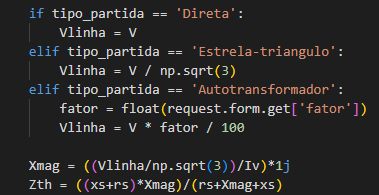 if tipo_partida == 'Direta':
    Vlinha = V
elif tipo_partida == 'Estrela-triangulo':
    Vlinha = V / np.sqrt(3)
elif tipo_partida == 'Autotransformador':
    fator = float(request.form.get['fator'])
    Vlinha = V * fator / 100
Xmag = ((Vlinha/np.sqrt(3))/Iv)*1j
Zth = ((xs+rs)*Xmag)/(rs+Xmag+xs)